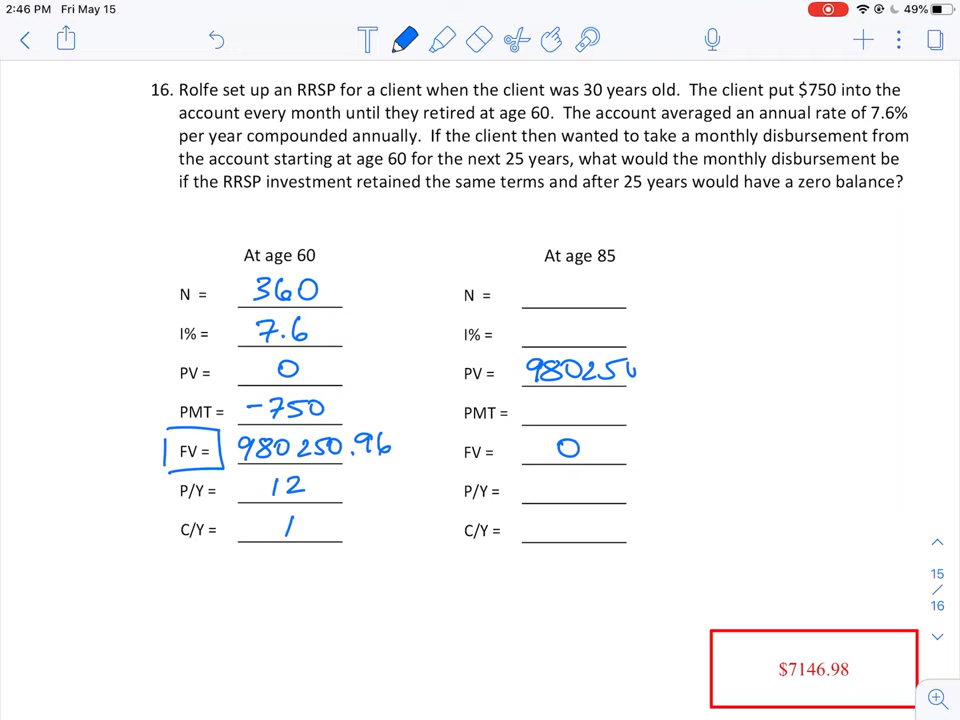 2:46 PM Fri May 15
49%
16. Rolfe set up an RRSP for a client when the client was 30 years old. The client put $750 into the
account every month until they retired at age 60. The account averaged an annual rate of 7.6%
per year compounded annually. If the client then wanted to take a monthly disbursement from
the account starting at age 60 for the next 25 years, what would the monthly disbursement be
if the RRSP investment retained the same terms and after 25 years would have a zero balance?
At age 60
N = 360
I% = 7.6
PV = 0
PMT = -750
FV = 980250.96
P/Y = 12
C/Y = 1
At age 85
N =
I% =
PV = 98025
PMT =
FV = 0
P/Y =
C/Y =
15
/
16
$7146.98